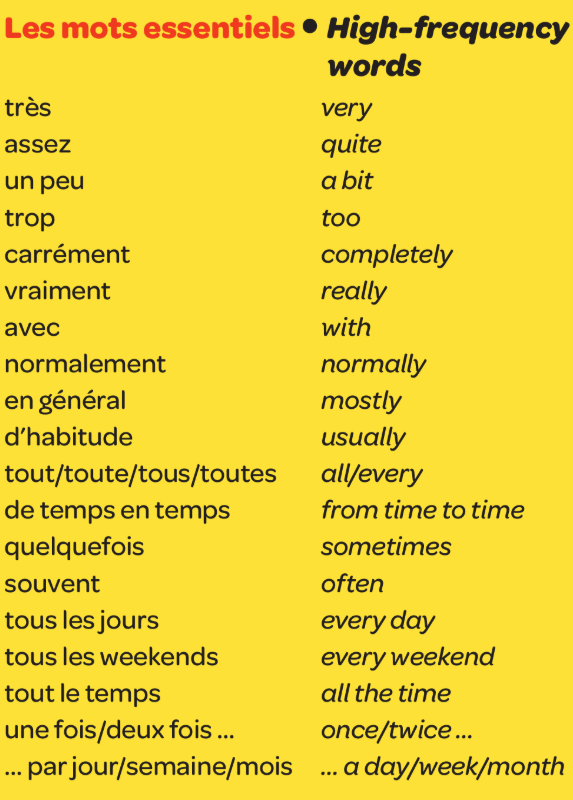 Les mots essentiels • High-frequency
words
très very
assez quite
un peu a bit
trop too
carrément completely
vraiment really
avec with
normalement normally
en général mostly
d'habitude usually
tout/toute/tous/toutes all/every
de temps en temps from time to time
quelquefois sometimes
souvent often
tous les jours every day
tous les weekends every weekend
tout le temps all the time
une fois/deux fois ... once/twice ...
... par jour/semaine/mois ... a day/week/month